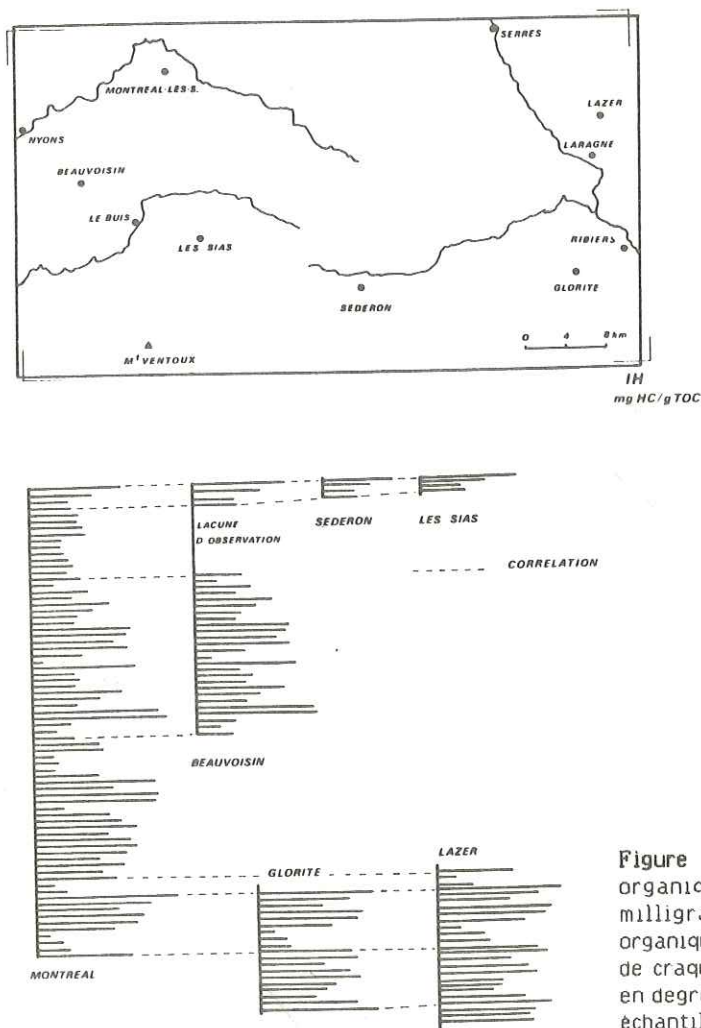 SERRES
MONTREAL-LES-S.
LAZER
NYONS
LARAGNE
BEAUVOISIN
LE BUIS
LES SIAS
RIBIERS
GLORITE
SEDERON
0 4 8 km
Mt VENTOUX
IH
mg HC/g TOC
LACUNE
D OBSERVATION
SEDERON
LES SIAS
CORRELATION
BEAUVOISIN
LAZER
GLORITE
MONTREAL
Figure
organiq
milligra
organiqu
de craqu
en degr
échantil